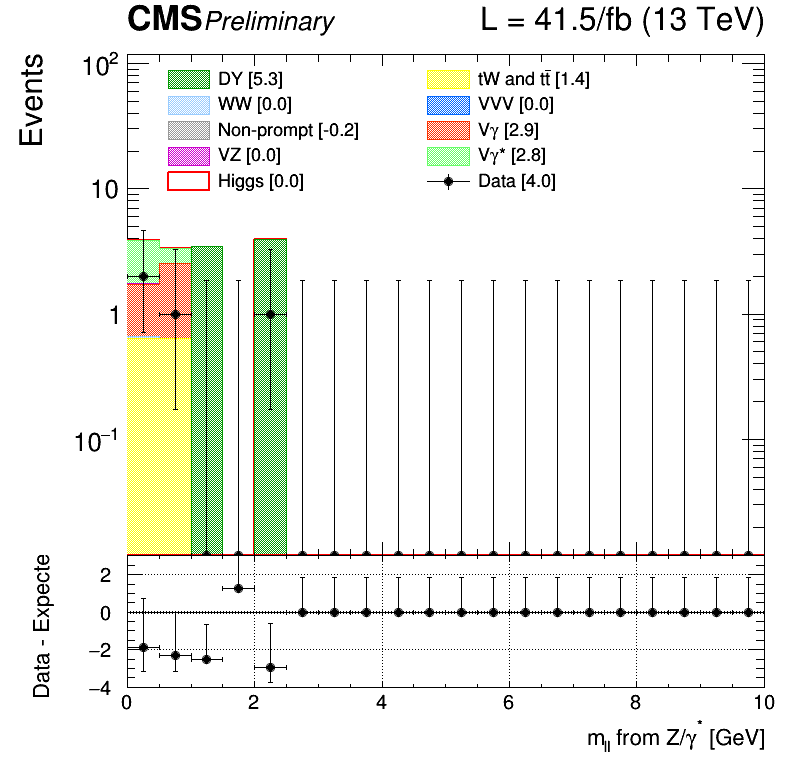 CMS Preliminary L = 41.5/fb (13 TeV)
Events
10²
10
1
10⁻¹
DY [5.3]
WW [0.0]
Non-prompt [-0.2]
VZ [0.0]
Higgs [0.0]
tW and tt̄ [1.4]
VVV [0.0]
Vγ [2.9]
Vγ* [2.8]
Data [4.0]
Data - Expecte
2
0
−2
−4
0 2 4 6 8 10
m_ll from Z/γ* [GeV]